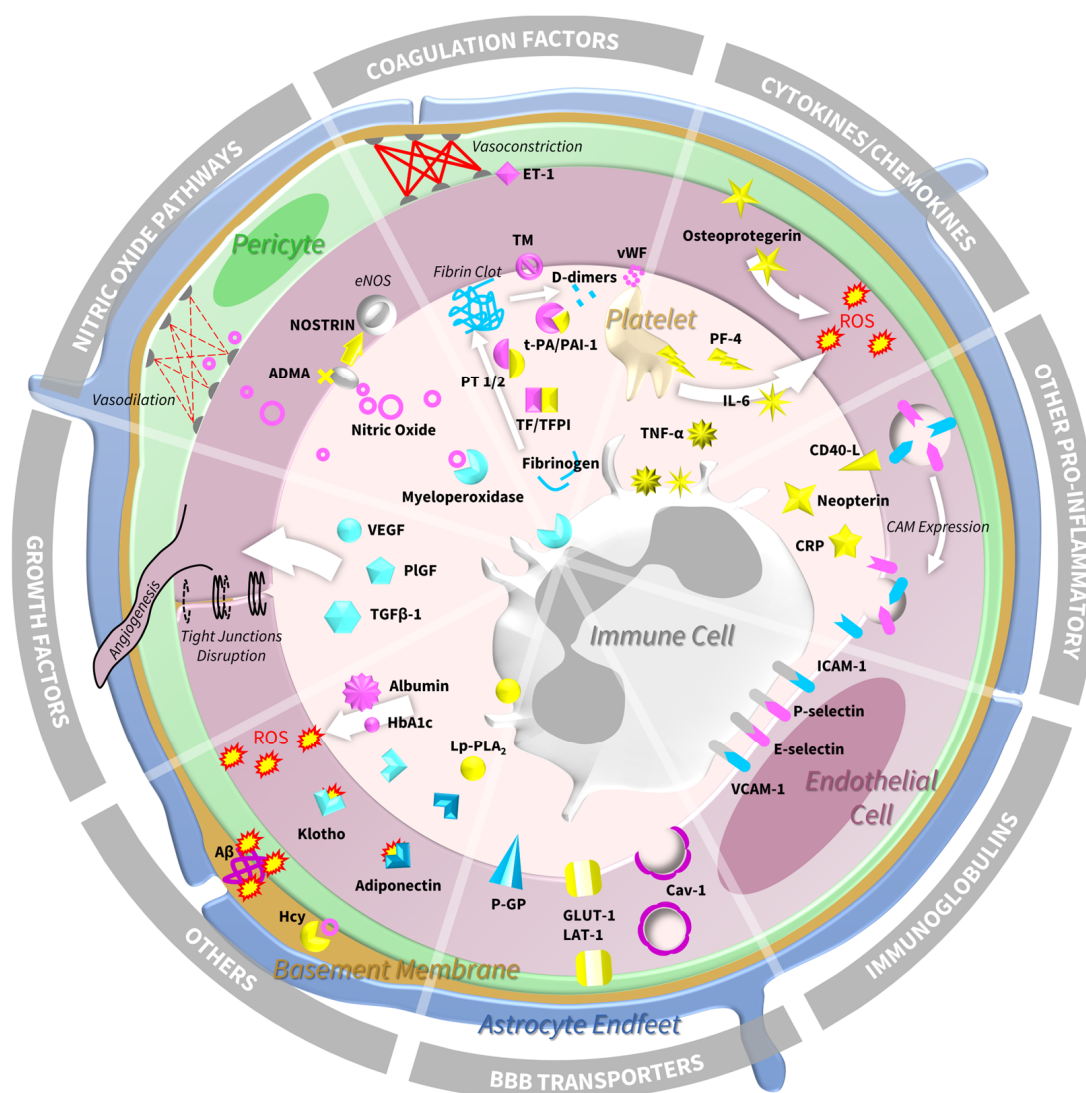 COAGULATION FACTORS
CYTOKINES/CHEMOKINES
NITRIC OXIDE PATHWAYS
OTHER PRO-INFLAMMATORY
GROWTH FACTORS
IMMUNOGLOBULINS
OTHERS
BBB TRANSPORTERS
Vasoconstriction
ET-1
Pericyte
Osteoprotegerin
TM
vWF
Fibrin Clot
D-dimers
eNOS
NOSTRIN
Platelet
ROS
t-PA/PAI-1
PF-4
ADMA
PT 1/2
Vasodilation
IL-6
Nitric Oxide
TF/TFPI
TNF-α
CD40-L
Fibrinogen
Myeloperoxidase
Neopterin
CAM Expression
VEGF
CRP
PlGF
Angiogenesis
TGFβ-1
Tight Junctions
Disruption
Immune Cell
ICAM-1
Albumin
P-selectin
HbA1c
ROS
Lp-PLA₂
E-selectin
VCAM-1
Endothelial
Cell
Klotho
Aβ
Adiponectin
P-GP
Cav-1
GLUT-1
LAT-1
Hcy
Basement Membrane
Astrocyte Endfeet